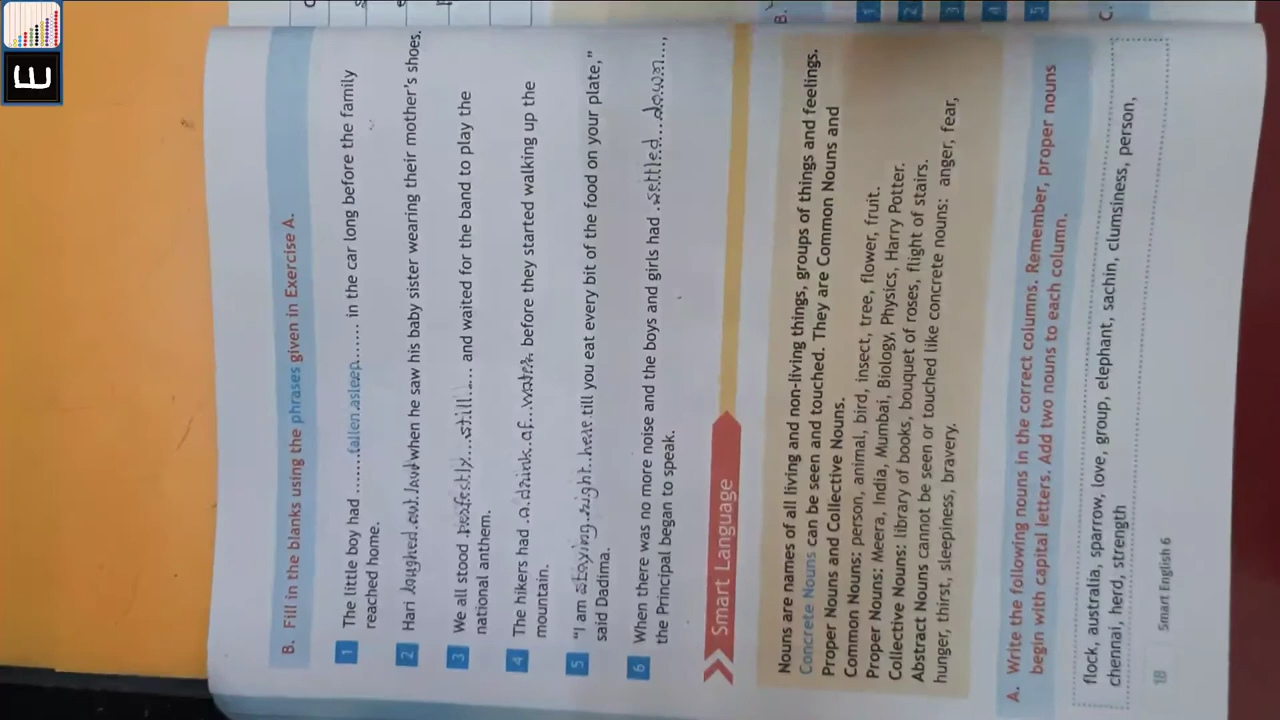 E
B. Fill in the blanks using the phrases given in Exercise A.
1 The little boy had ........fallen asleep...... in the car long before the family
reached home.
2 Hari laughed out loud when he saw his baby sister wearing their mother's shoes.
3 We all stood .perfectly...still..... and waited for the band to play the
national anthem.
4 The hikers had .a drink of water. before they started walking up the
mountain.
5 "I am staying right here till you eat every bit of the food on your plate,"
said Dadima.
6 When there was no more noise and the boys and girls had .settled...down...,
the Principal began to speak.
Smart Language
Nouns are names of all living and non-living things, groups of things and feelings.
Concrete Nouns can be seen and touched. They are Common Nouns and
Proper Nouns and Collective Nouns.
Common Nouns: person, animal, bird, insect, tree, flower, fruit.
Proper Nouns: Meera, India, Mumbai, Biology, Physics, Harry Potter.
Collective Nouns: library of books, bouquet of roses, flight of stairs.
Abstract Nouns cannot be seen or touched like concrete nouns: anger, fear,
hunger, thirst, sleepiness, bravery.
A. Write the following nouns in the correct columns. Remember, proper nouns
begin with capital letters. Add two nouns to each column.
flock, australia, sparrow, love, group, elephant, sachin, clumsiness, person,
chennai, herd, strength
18 Smart English 6
B.
1
2
3
4
5
C.